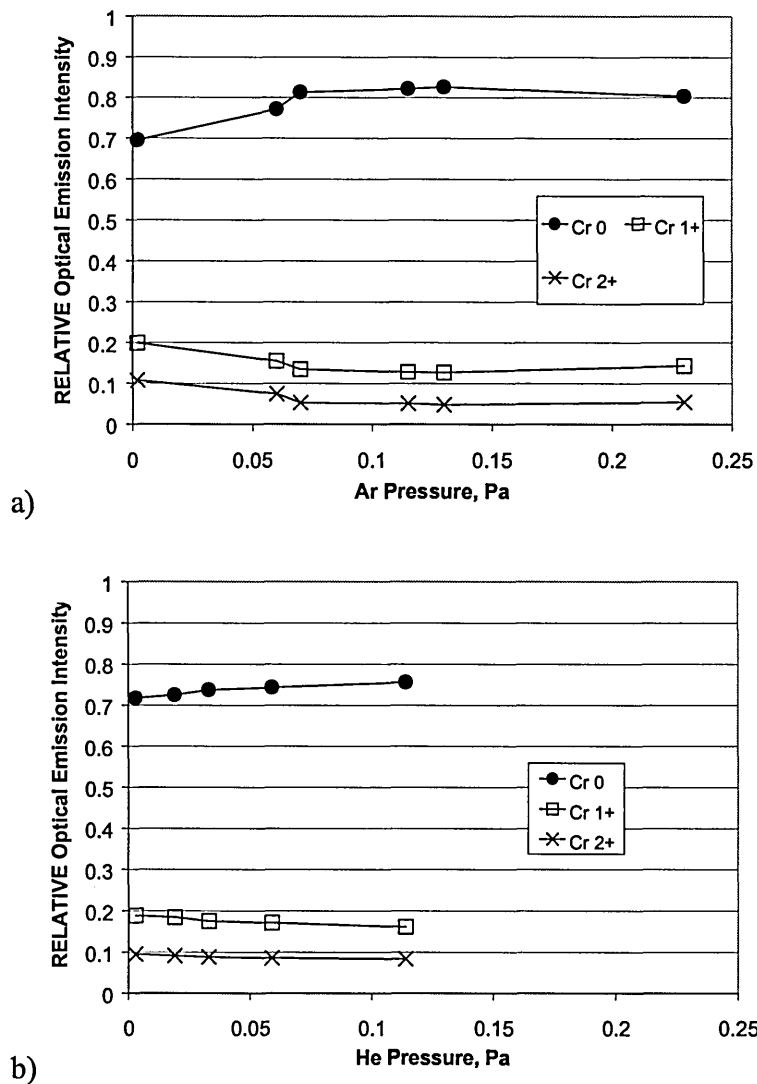 RELATIVE Optical Emission Intensity
1
0.9
0.8
0.7
0.6
0.5
0.4
0.3
0.2
0.1
0
Cr 0 Cr 1+
Cr 2+
0 0.05 0.1 0.15 0.2 0.25
Ar Pressure, Pa
a)
RELATIVE Optical Emission Intensity
1
0.9
0.8
0.7
0.6
0.5
0.4
0.3
0.2
0.1
0
Cr 0
Cr 1+
Cr 2+
0 0.05 0.1 0.15 0.2 0.25
He Pressure, Pa
b)